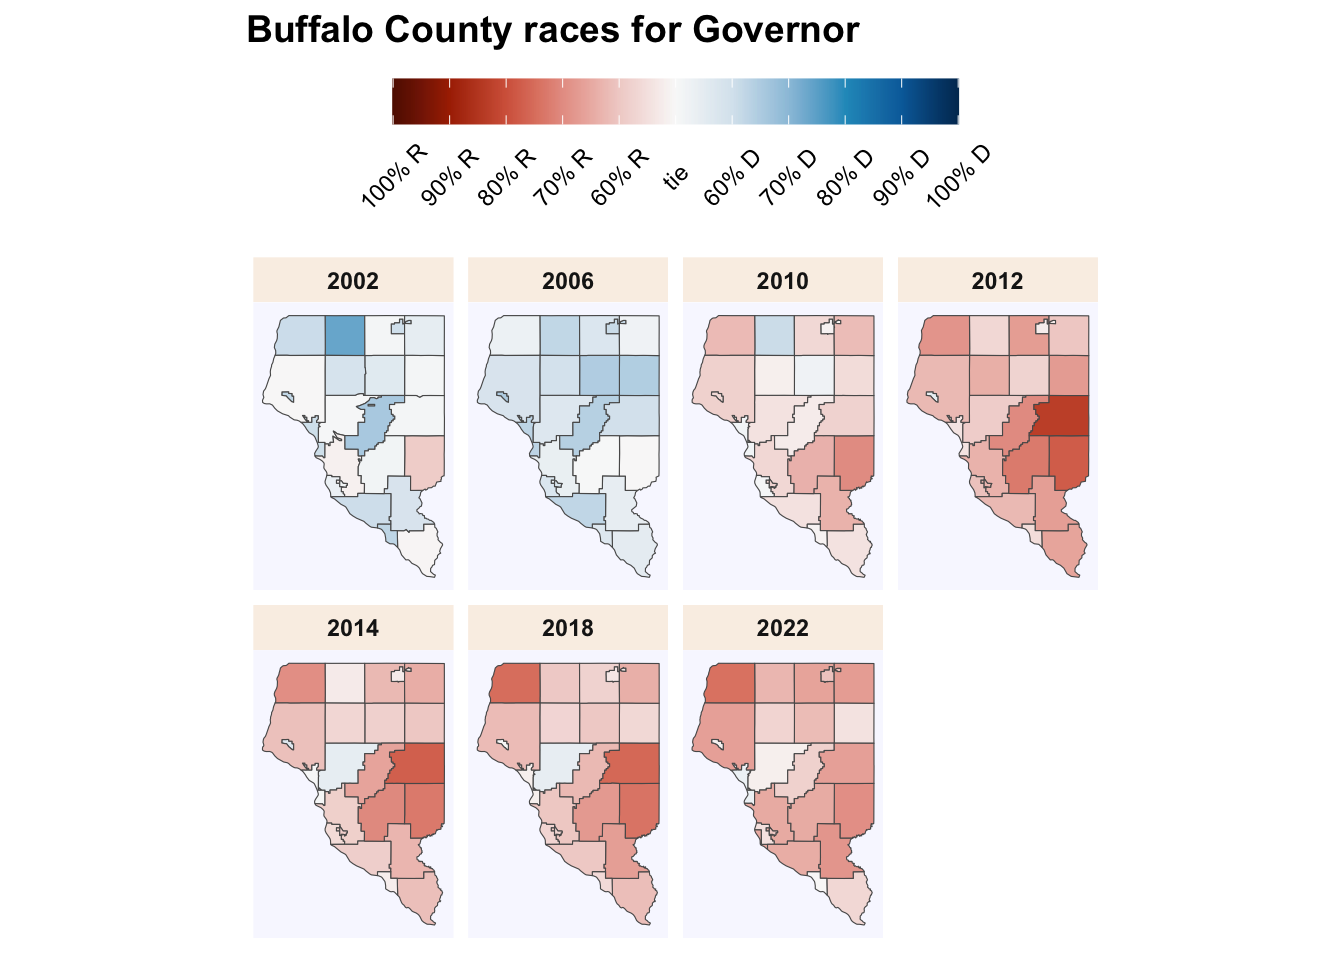 Buffalo County races for Governor
100% R 90% R 80% R 70% R 60% R tie 60% D 70% D 80% D 90% D 100% D
2002 2006 2010 2012
2014 2018 2022